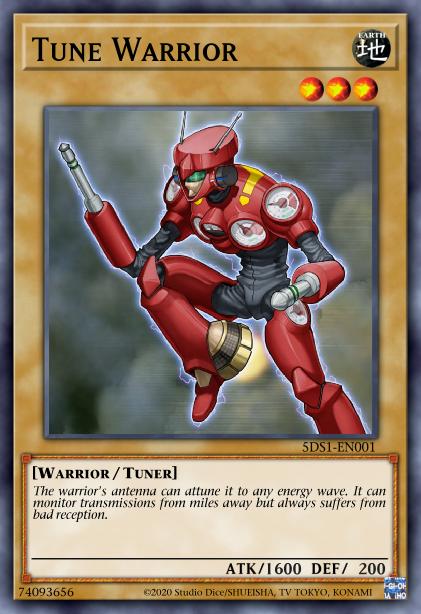 Tune Warrior
EARTH
地
5DS1-EN001
[Warrior / Tuner]
The warrior's antenna can attune it to any energy wave. It can
monitor transmissions from miles away but always suffers from
bad reception.
ATK/1600 DEF/ 200
74093656
©2020 Studio Dice/SHUEISHA, TV TOKYO, KONAMI